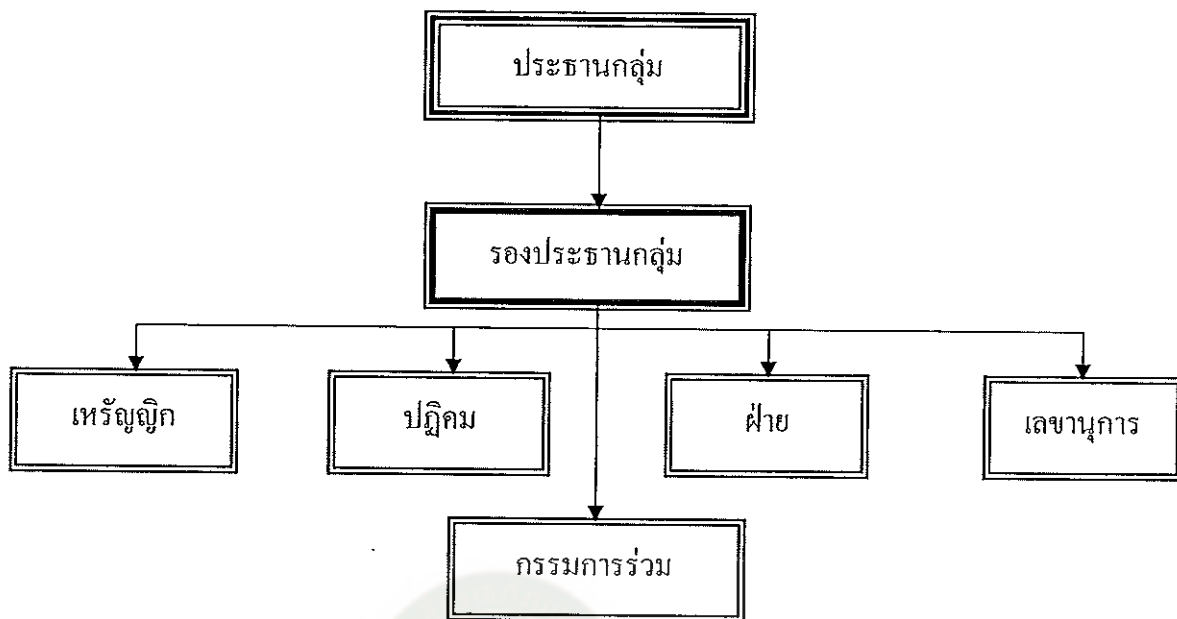 ประธานกลุ่ม
รองประธานกลุ่ม
เหรัญญิก
ปฏิคม
ฝ่าย
เลขานุการ
กรรมการร่วม